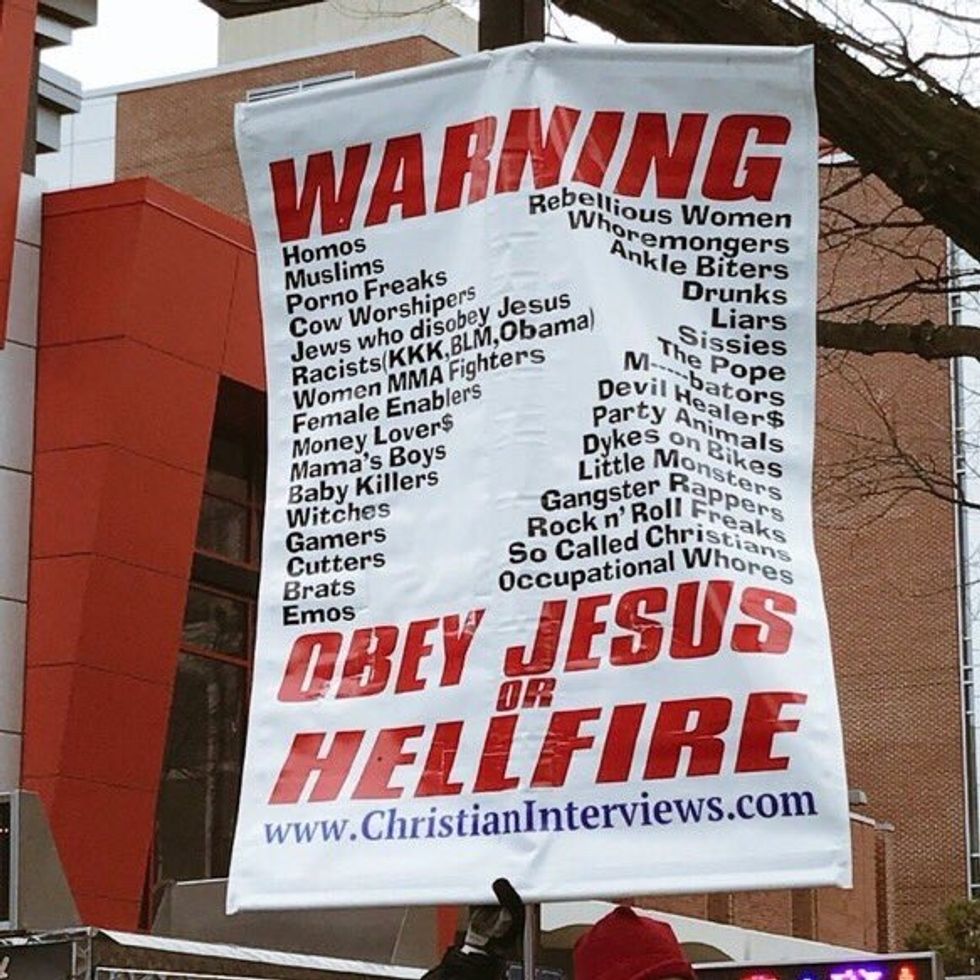 WARNING
Homos
Muslims
Porno Freaks
Cow Worshipers
Jews who disobey Jesus
Racists(KKK,BLM,Obama)
Women MMA Fighters
Female Enablers
Money Lover$
Mama's Boys
Baby Killers
Witches
Gamers
Cutters
Brats
Emos
Rebellious Women
Whoremongers
Ankle Biters
Drunks
Liars
Sissies
The Pope
M-----bators
Devil Healer$
Party Animals
Dykes on Bikes
Little Monsters
Gangster Rappers
Rock n' Roll Freaks
So Called Christians
Occupational Whores
OBEY JESUS
OR
HELLFIRE
www.ChristianInterviews.com